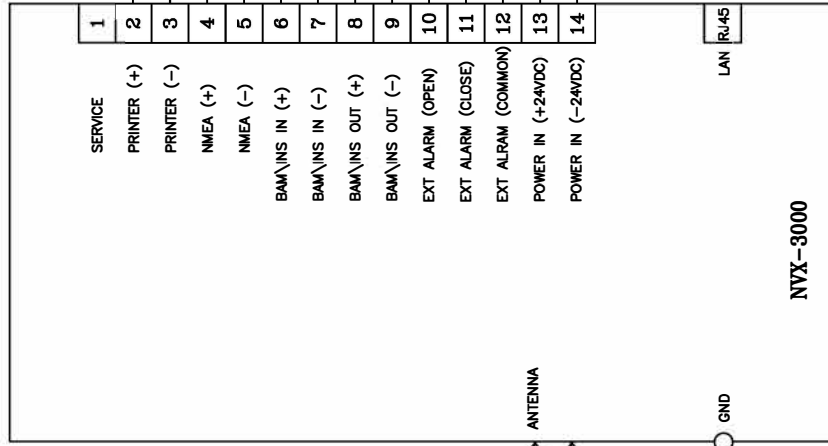 1 SERVICE
2 PRINTER (+)
3 PRINTER (-)
4 NMEA (+)
5 NMEA (-)
6 BAM\INS IN (+)
7 BAM\INS IN (-)
8 BAM\INS OUT (+)
9 BAM\INS OUT (-)
10 EXT ALARM (OPEN)
11 EXT ALARM (CLOSE)
12 EXT ALRAM (COMMON)
13 POWER IN (+24VDC)
14 POWER IN (-24VDC)
ANTENNA
LAN RJ45
GND
NVX-3000